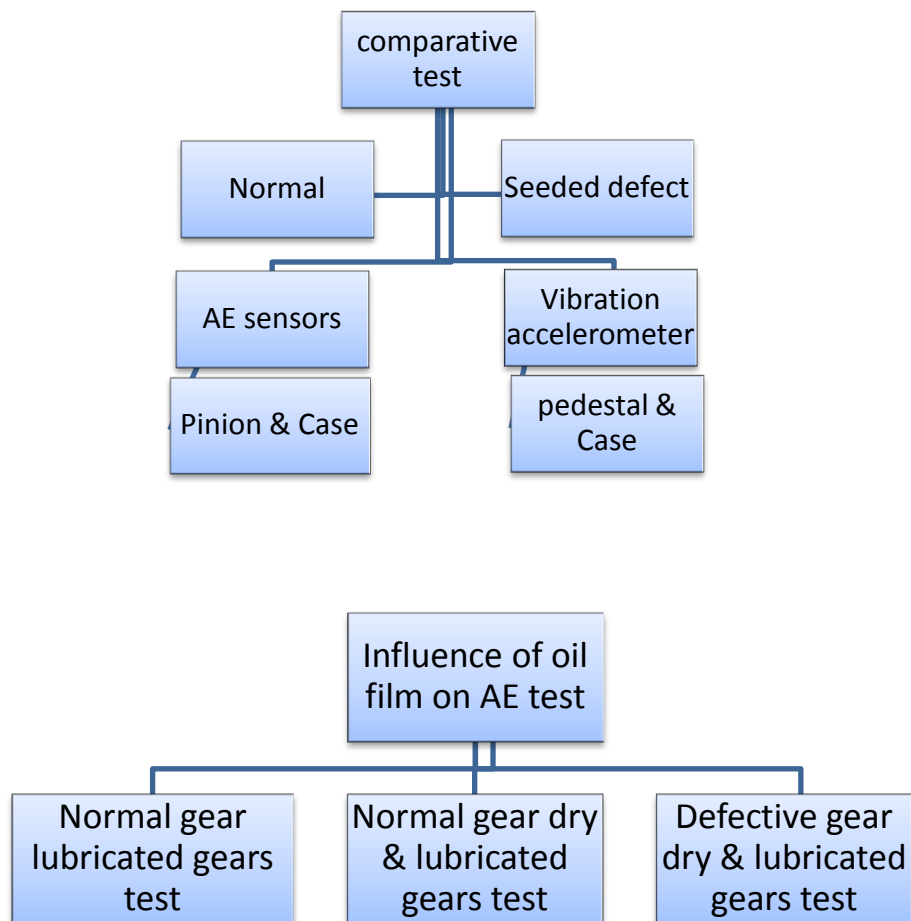 comparative
test
Normal
Seeded defect
AE sensors
Vibration
accelerometer
Pinion & Case
pedestal &
Case
Influence of oil
film on AE test
Normal gear
lubricated gears
test
Normal gear dry
& lubricated
gears test
Defective gear
dry & lubricated
gears test